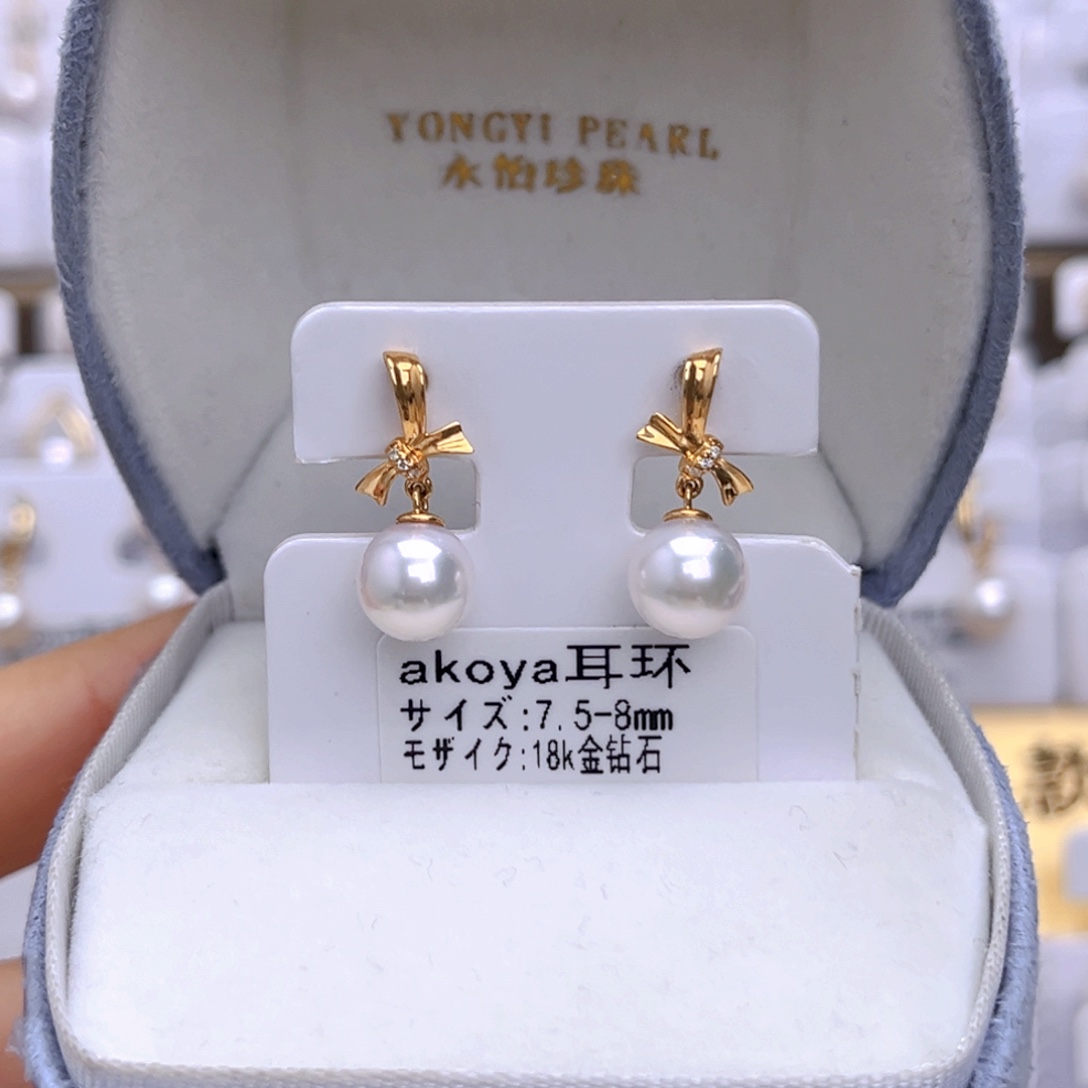 YONGYI PEARL
永怡珍珠
akoya耳环
サイズ:7.5-8mm
モザイク:18k金钻石
款